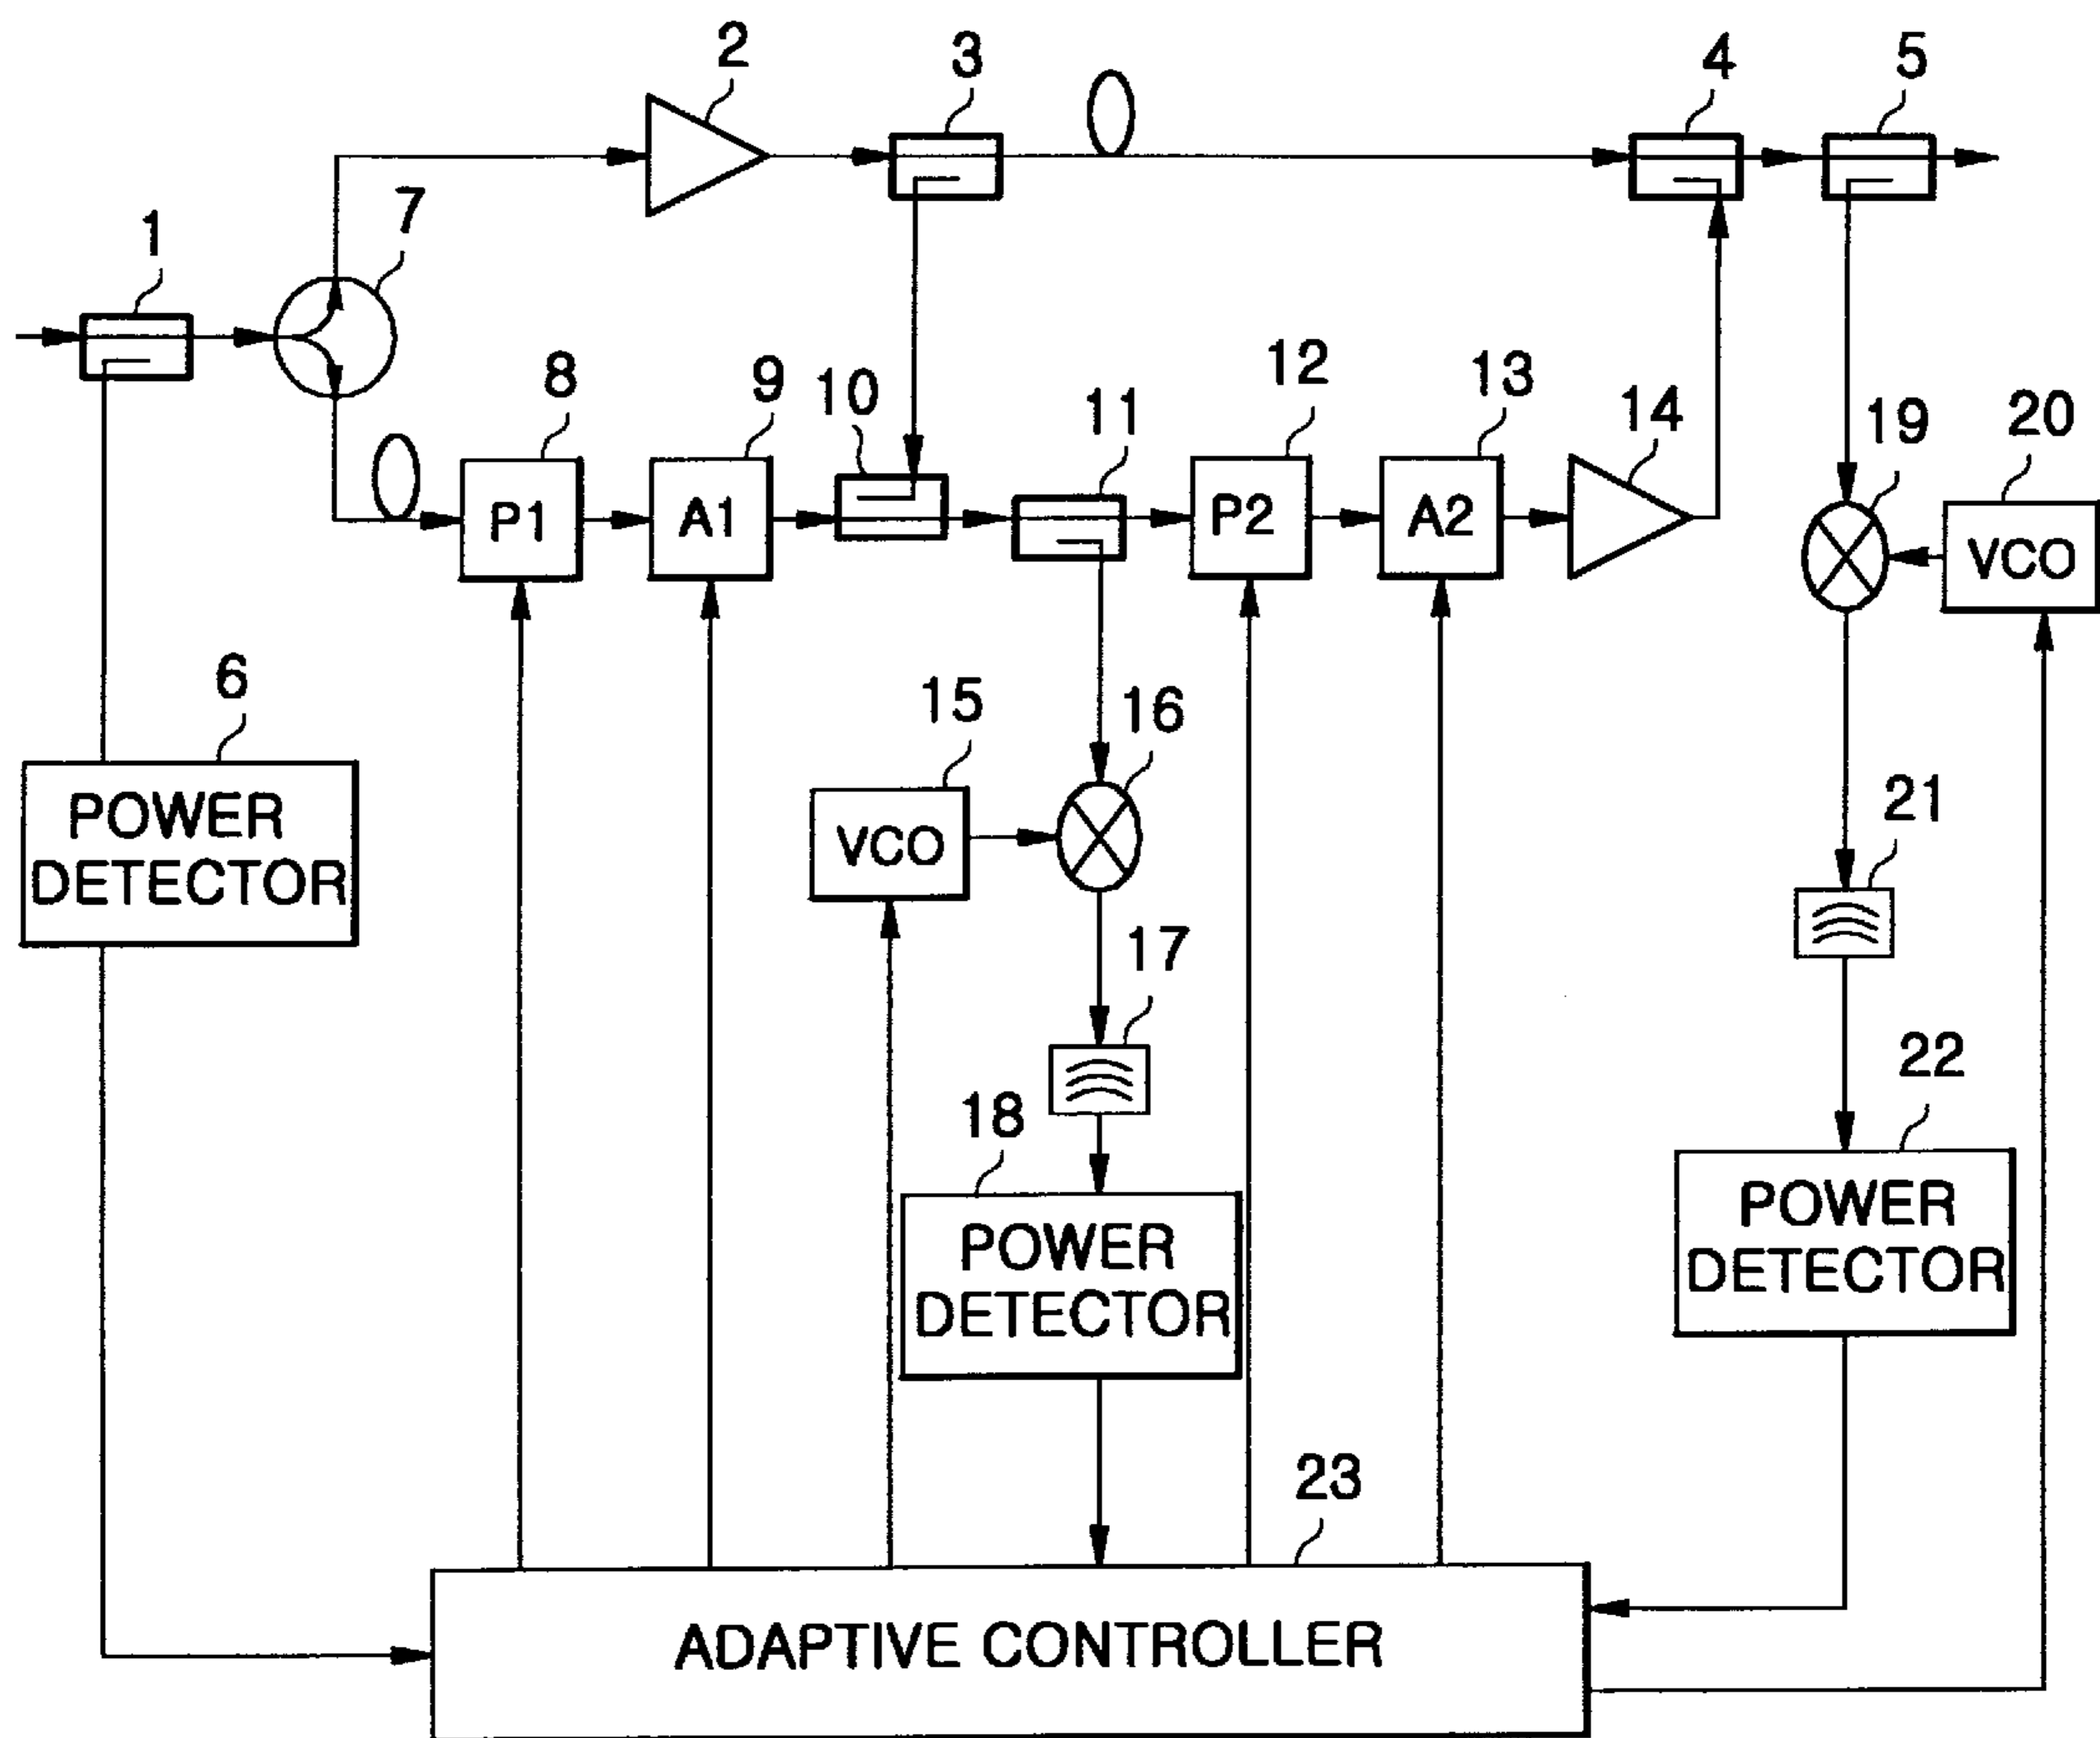 2
3
4
5
1
7
8
9
10
11
12
13
14
19
20
P1
A1
P2
A2
VCO
6
15
16
POWER
DETECTOR
VCO
21
17
22
18
POWER
DETECTOR
POWER
DETECTOR
23
ADAPTIVE CONTROLLER